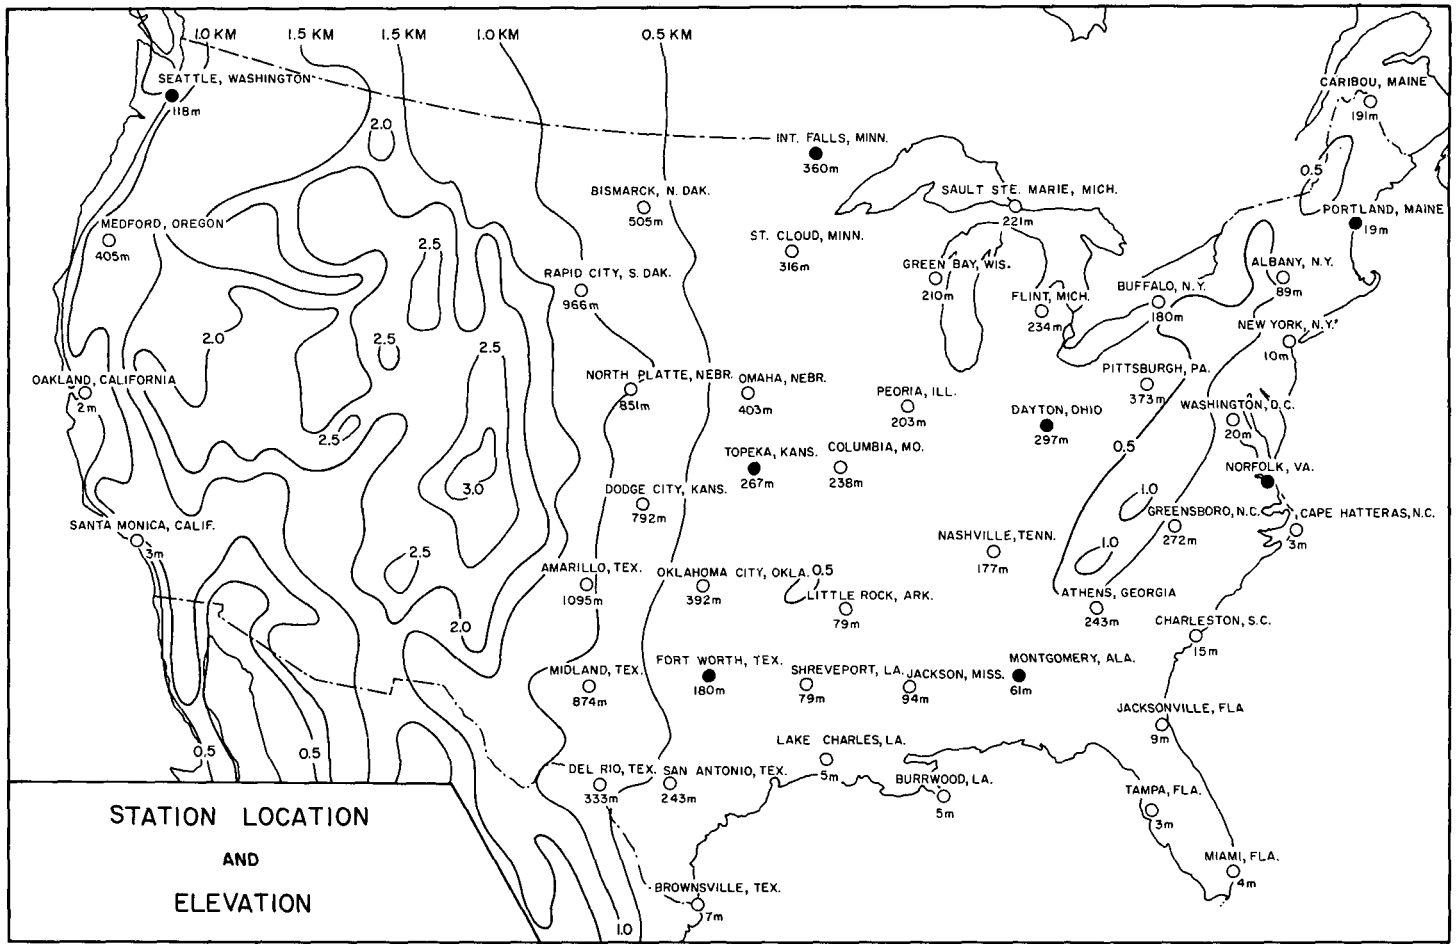 1.0 KM 1.5 KM 1.5 KM 1.0 KM 0.5 KM
SEATTLE, WASHINGTON
118m
CARIBOU, MAINE
191m
2.0
INT. FALLS, MINN.
360m
0.5
BISMARCK, N. DAK.
505m
SAULT STE. MARIE, MICH.
221m
PORTLAND, MAINE
19m
MEDFORD, OREGON
405m
2.5
ST. CLOUD, MINN.
316m
RAPID CITY, S. DAK.
966m
GREEN BAY, WIS.
210m
FLINT, MICH.
234m
BUFFALO, N.Y.
180m
ALBANY, N.Y.
89m
2.0
2.5
2.5
NEW YORK, N.Y.
10m
OAKLAND, CALIFORNIA
2m
NORTH PLATTE, NEBR.
851m
OMAHA, NEBR.
403m
PEORIA, ILL.
203m
PITTSBURGH, PA.
373m
DAYTON, OHIO
297m
WASHINGTON, D.C.
20m
2.5
0.5
TOPEKA, KANS.
267m
COLUMBIA, MO.
238m
NORFOLK, VA.
3.0
DODGE CITY, KANS.
792m
1.0
GREENSBORO, N.C.
272m
CAPE HATTERAS, N.C.
3m
SANTA MONICA, CALIF.
3m
2.5
NASHVILLE, TENN.
177m
1.0
AMARILLO, TEX.
1095m
OKLAHOMA CITY, OKLA.
392m
0.5
LITTLE ROCK, ARK.
79m
ATHENS, GEORGIA
243m
2.0
CHARLESTON, S.C.
15m
MIDLAND, TEX.
874m
FORT WORTH, TEX.
180m
SHREVEPORT, LA.
79m
JACKSON, MISS.
94m
MONTGOMERY, ALA.
61m
JACKSONVILLE, FLA
9m
0.5
0.5
LAKE CHARLES, LA.
5m
DEL RIO, TEX.
333m
SAN ANTONIO, TEX.
243m
BURRWOOD, LA.
5m
TAMPA, FLA.
3m
MIAMI, FLA.
4m
BROWNSVILLE, TEX.
7m
1.0
STATION LOCATION
AND
ELEVATION